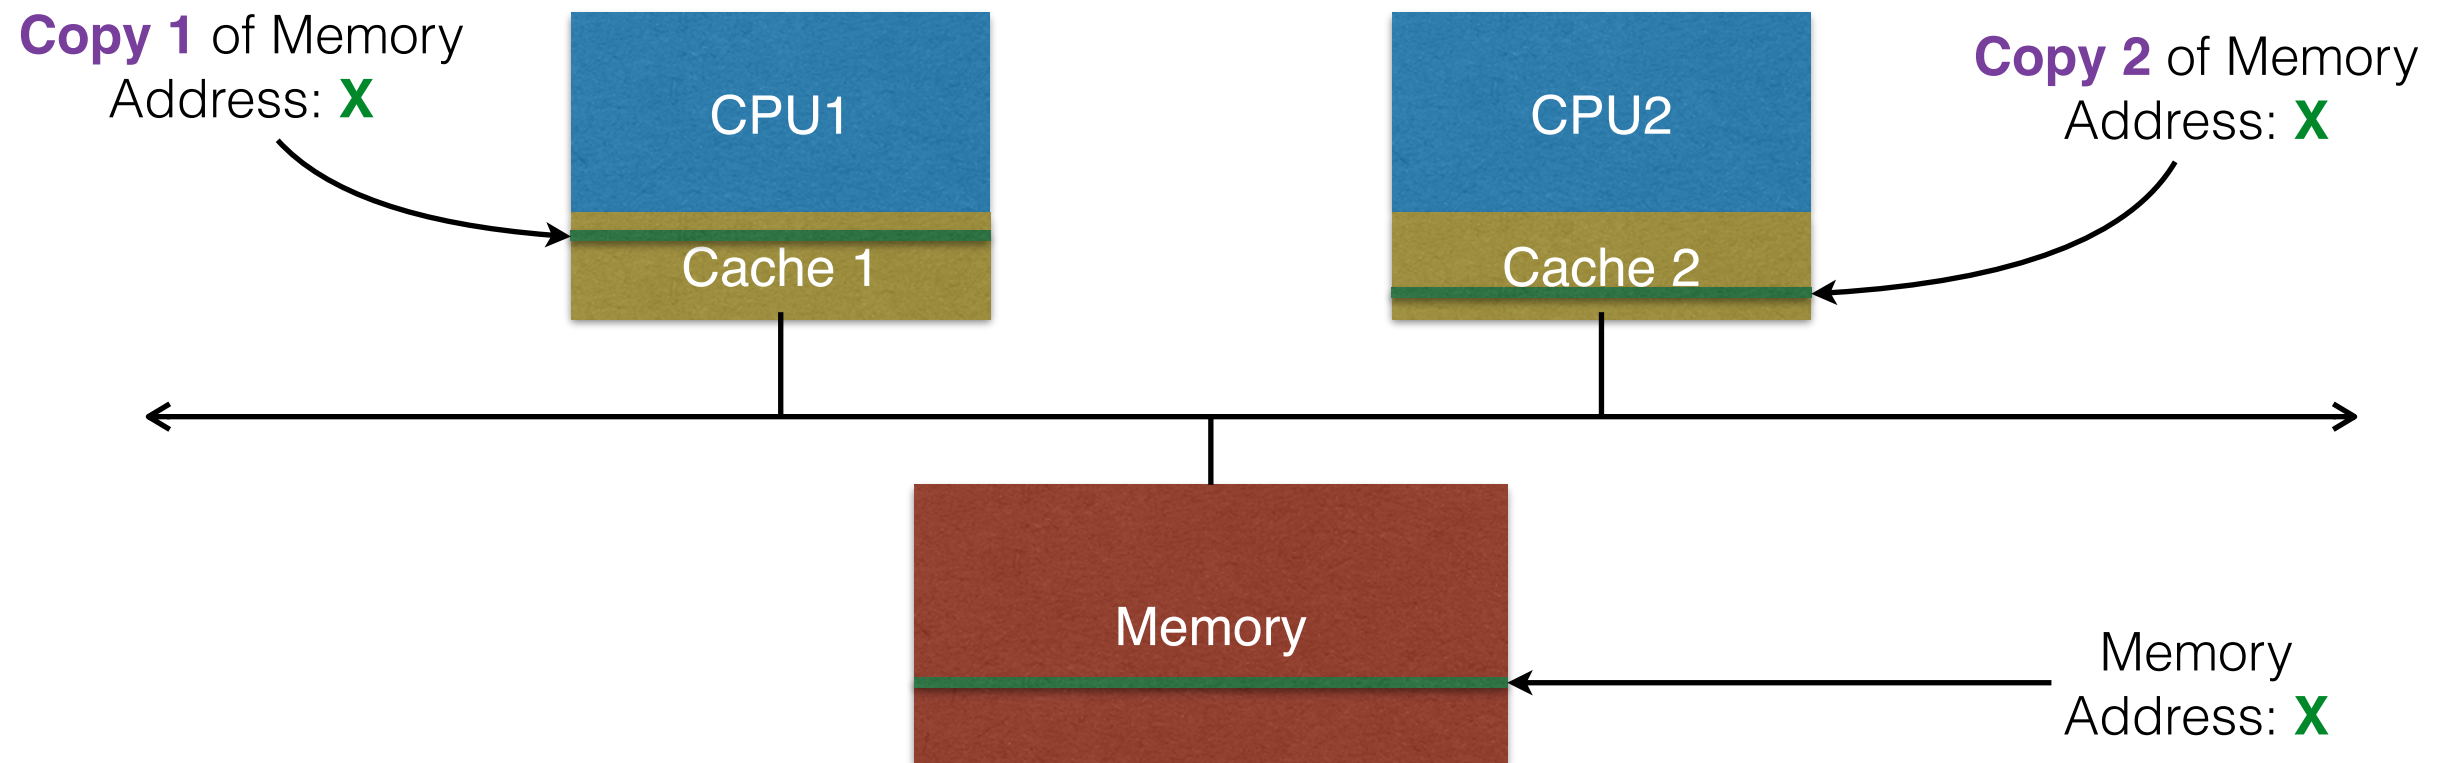 Copy 1 of Memory
Address: X
CPU1
Cache 1
CPU2
Cache 2
Copy 2 of Memory
Address: X
Memory
Memory
Address: X